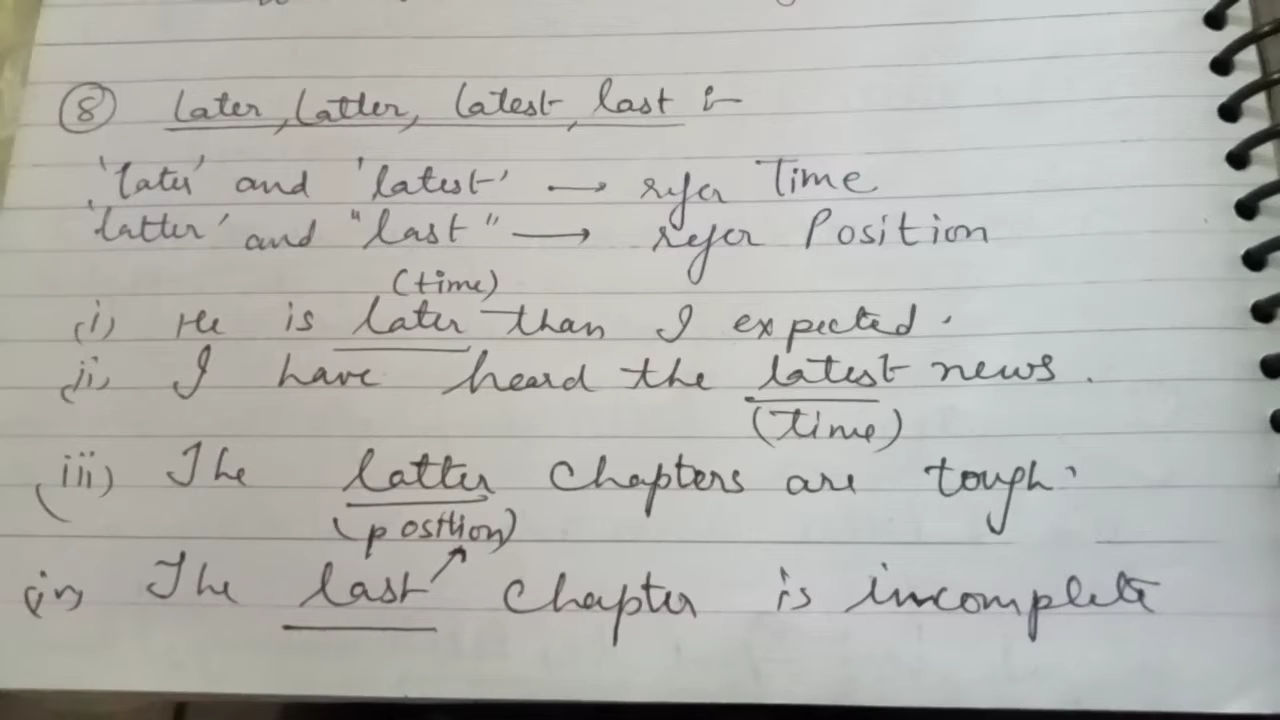 ⑧ Later, Latter, Latest, last :-
'later' and 'latest' → refer Time
'latter' and "last" → refer Position
(time)
(i) He is later than I expected.
(ii) I have heard the latest news.
(time)
(iii) The latter chapters are tough.
(position)
(iv) The last chapter is incomplete